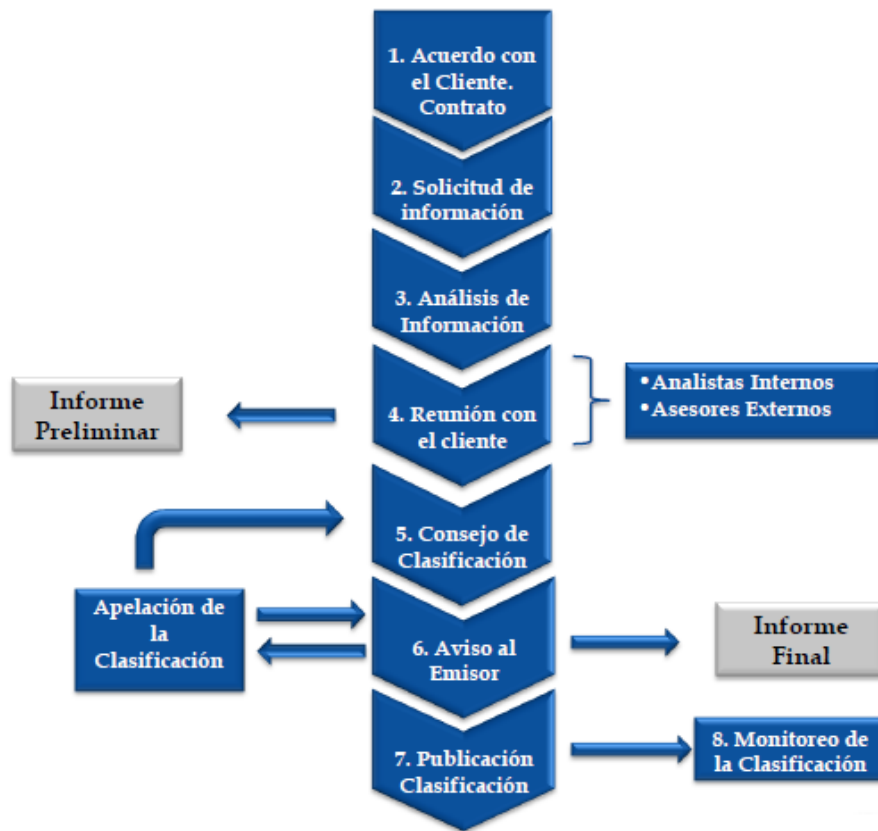 1. Acuerdo con
el Cliente.
Contrato
2. Solicitud de
información
3. Análisis de
Información
Informe
Preliminar
4. Reunión con
el cliente
•Analistas Internos
•Asesores Externos
5. Consejo de
Clasificación
Apelación de
la
Clasificación
6. Aviso al
Emisor
Informe
Final
7. Publicación
Clasificación
8. Monitoreo de
la Clasificación